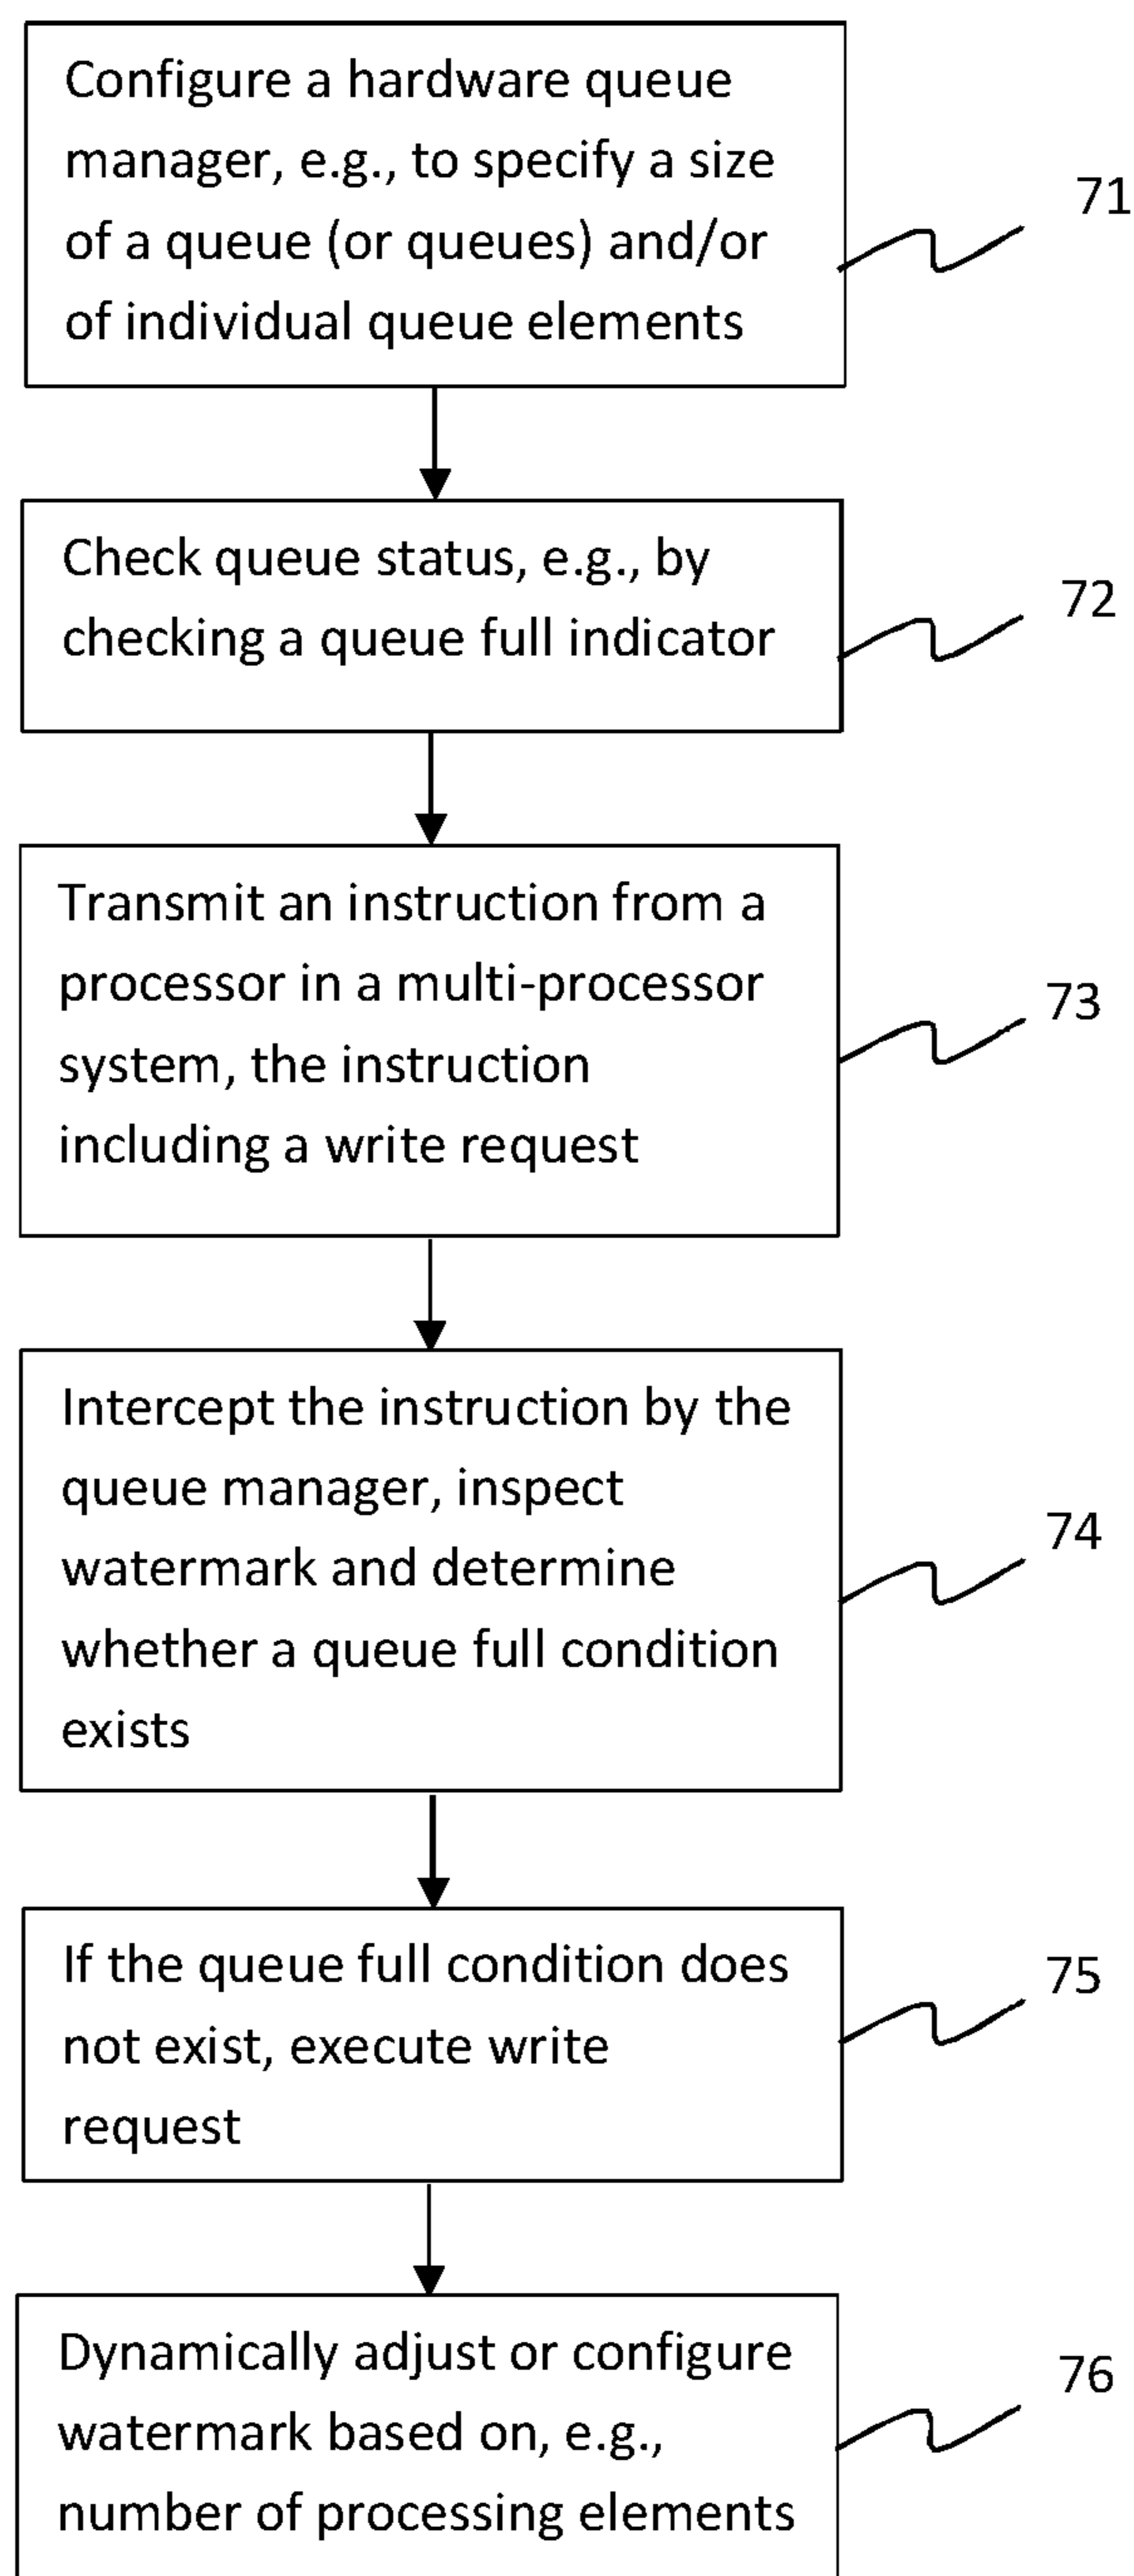 Configure a hardware queue
manager, e.g., to specify a size
of a queue (or queues) and/or
of individual queue elements
71
Check queue status, e.g., by
checking a queue full indicator
72
Transmit an instruction from a
processor in a multi-processor
system, the instruction
including a write request
73
Intercept the instruction by the
queue manager, inspect
watermark and determine
whether a queue full condition
exists
74
If the queue full condition does
not exist, execute write
request
75
Dynamically adjust or configure
watermark based on, e.g.,
number of processing elements
76